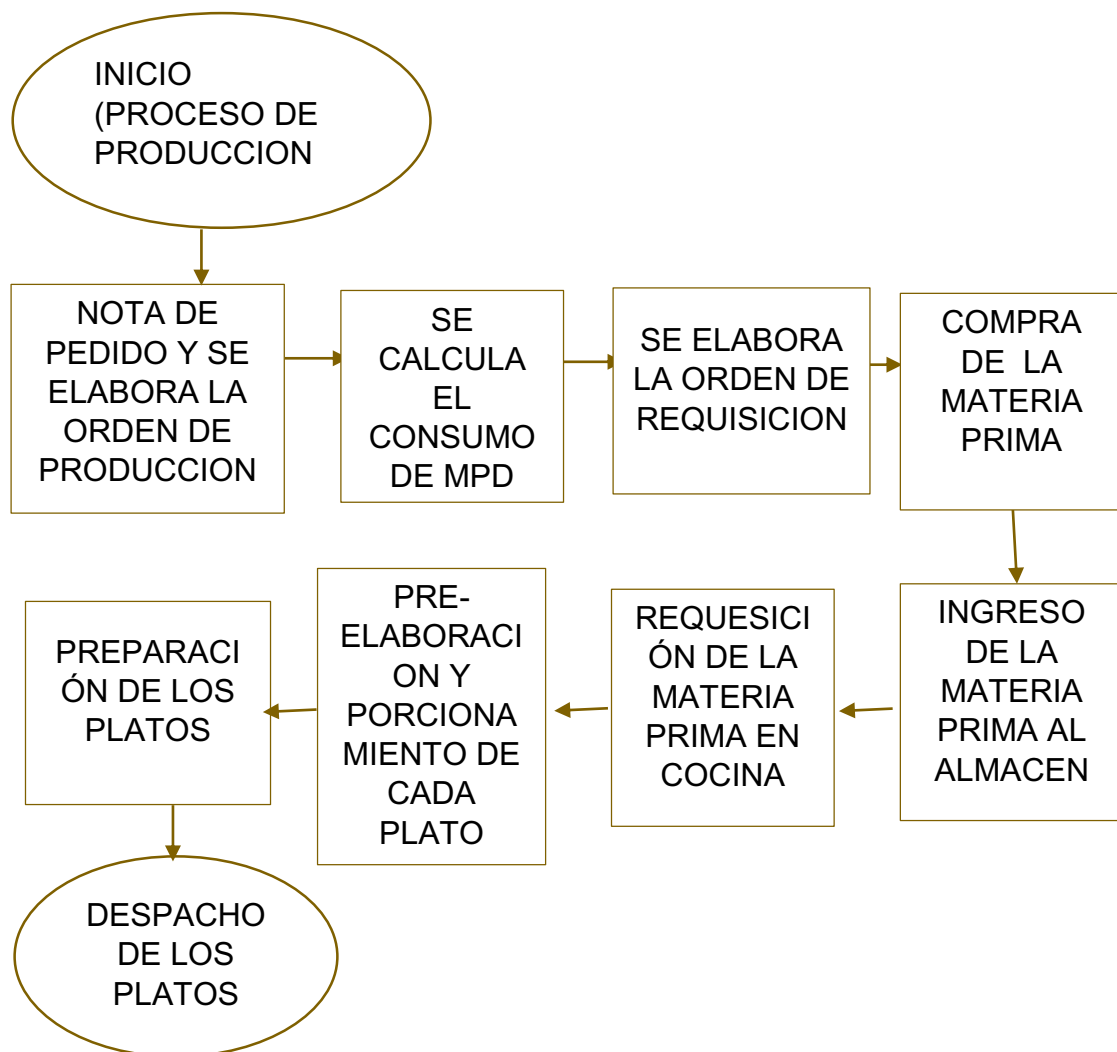 INICIO
(PROCESO DE
PRODUCCION
NOTA DE
PEDIDO Y SE
ELABORA LA
ORDEN DE
PRODUCCION
SE
CALCULA
EL
CONSUMO
DE MPD
SE ELABORA
LA ORDEN DE
REQUISICION
COMPRA
DE LA
MATERIA
PRIMA
INGRESO
DE LA
MATERIA
PRIMA AL
ALMACEN
REQUESICI
ÓN DE LA
MATERIA
PRIMA EN
COCINA
PRE-
ELABORACI
ON Y
PORCIONA
MIENTO DE
CADA
PLATO
PREPARACI
ÓN DE LOS
PLATOS
DESPACHO
DE LOS
PLATOS